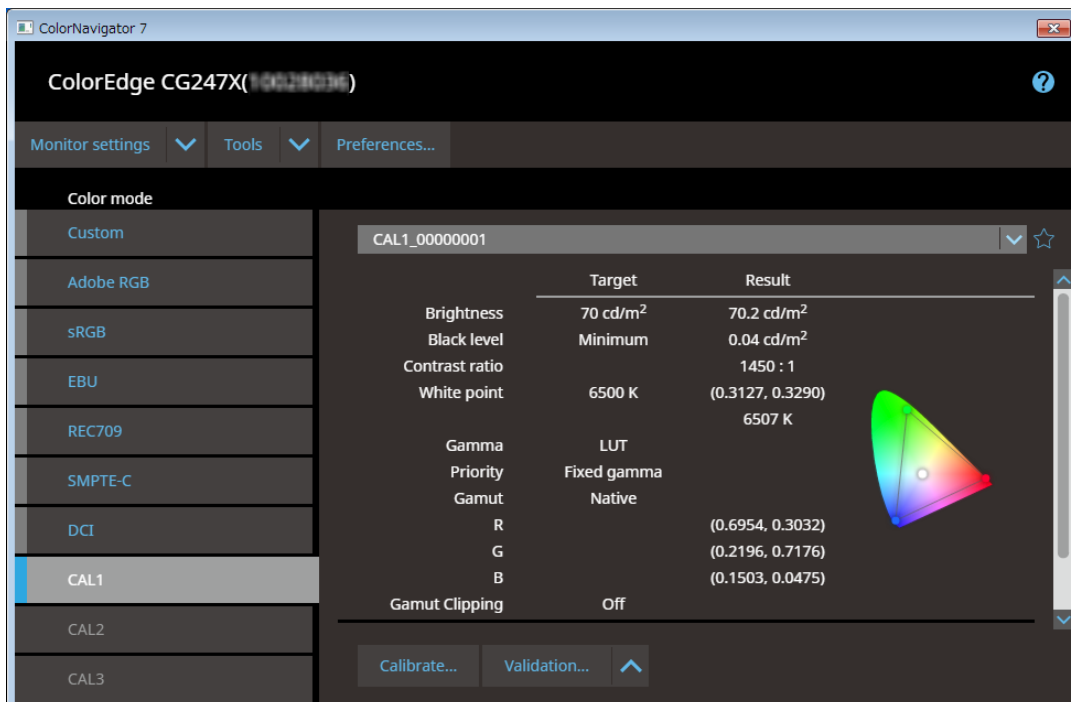 ColorNavigator 7
ColorEdge CG247X( )
Monitor settings Tools Preferences...
Color mode
Custom
Adobe RGB
sRGB
EBU
REC709
SMPTE-C
DCI
CAL1
CAL2
CAL3
CAL1_00000001
Target Result
Brightness 70 cd/m² 70.2 cd/m²
Black level Minimum 0.04 cd/m²
Contrast ratio 1450 : 1
White point 6500 K (0.3127, 0.3290)
6507 K
Gamma LUT
Priority Fixed gamma
Gamut Native
R (0.6954, 0.3032)
G (0.2196, 0.7176)
B (0.1503, 0.0475)
Gamut Clipping Off
Calibrate... Validation...